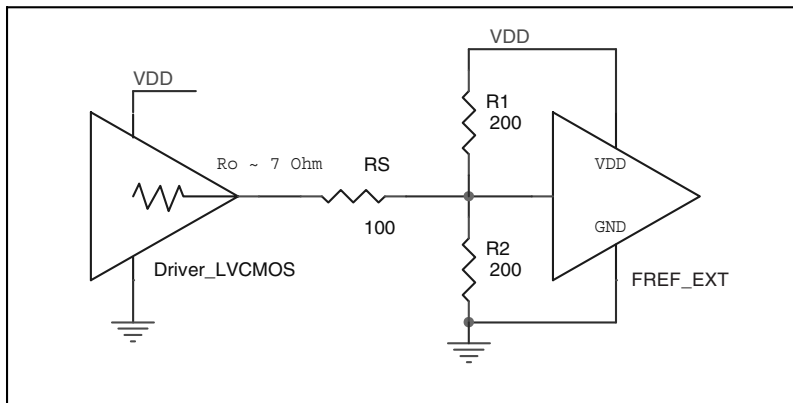 VDD
VDD
R1
200
Ro ~ 7 Ohm
RS
VDD
100
GND
R2
200
Driver_LVCMOS
FREF_EXT